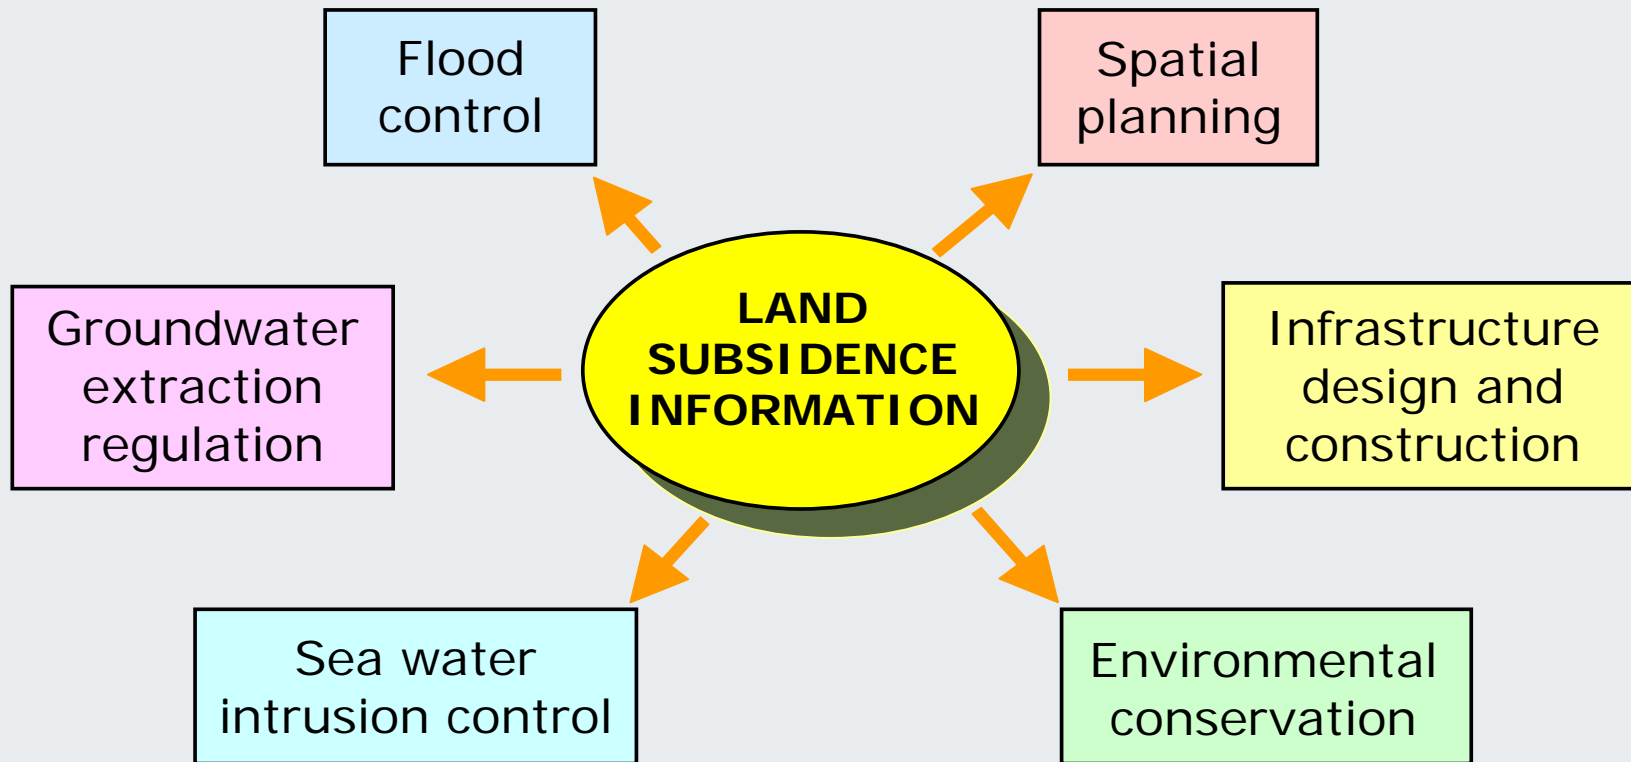 Flood
control
Spatial
planning
LAND
SUBSIDENCE
INFORMATION
Groundwater
extraction
regulation
Infrastructure
design and
construction
Sea water
intrusion control
Environmental
conservation